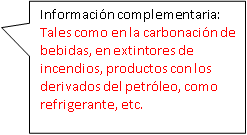 Información complementaria:
Tales como en la carbonación de
bebidas, en extintores de
incendios, productos con los
derivados del petróleo, como
refrigerante, etc.